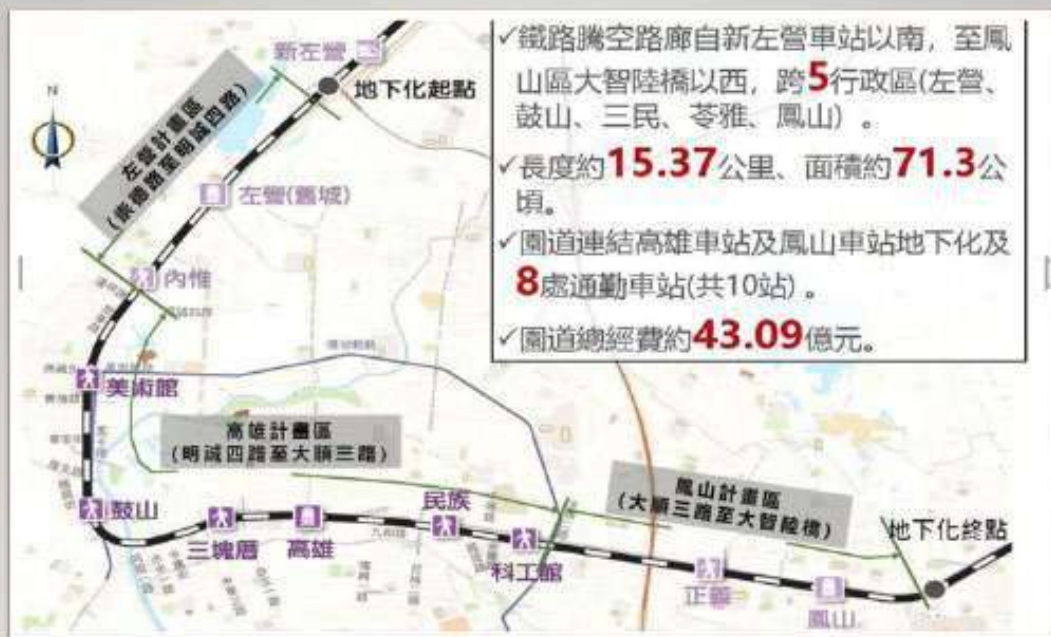 ✓鐵路騰空路廊自新左營車站以南，至鳳
山區大智陸橋以西，跨5行政區(左營、
鼓山、三民、苓雅、鳳山）。
✓長度約15.37公里、面積約71.3公
頃。
✓園道連結高雄車站及鳳山車站地下化及
8處通勤車站(共10站)。
✓園道總經費約43.09億元。
新左營
地下化起點
N
左營計畫區
(崇德路至明誠四路)
左營(舊城)
內惟
美術館
高雄計畫區
(明誠四路至大順三路)
鳳山計畫區
(大順三路至大智陸橋)
鼓山
三塊厝
高雄
民族
科工館
正義
鳳山
地下化終點